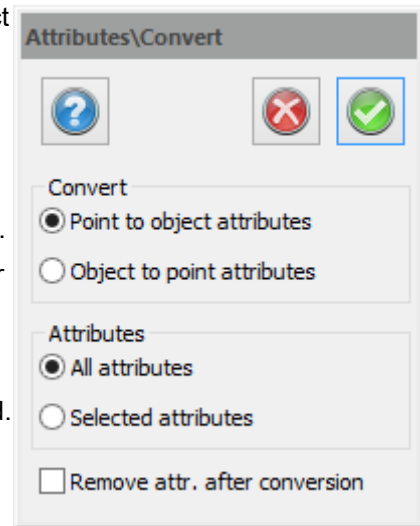 Attributes\Convert
Convert
Point to object attributes
Object to point attributes
Attributes
All attributes
Selected attributes
Remove attr. after conversion